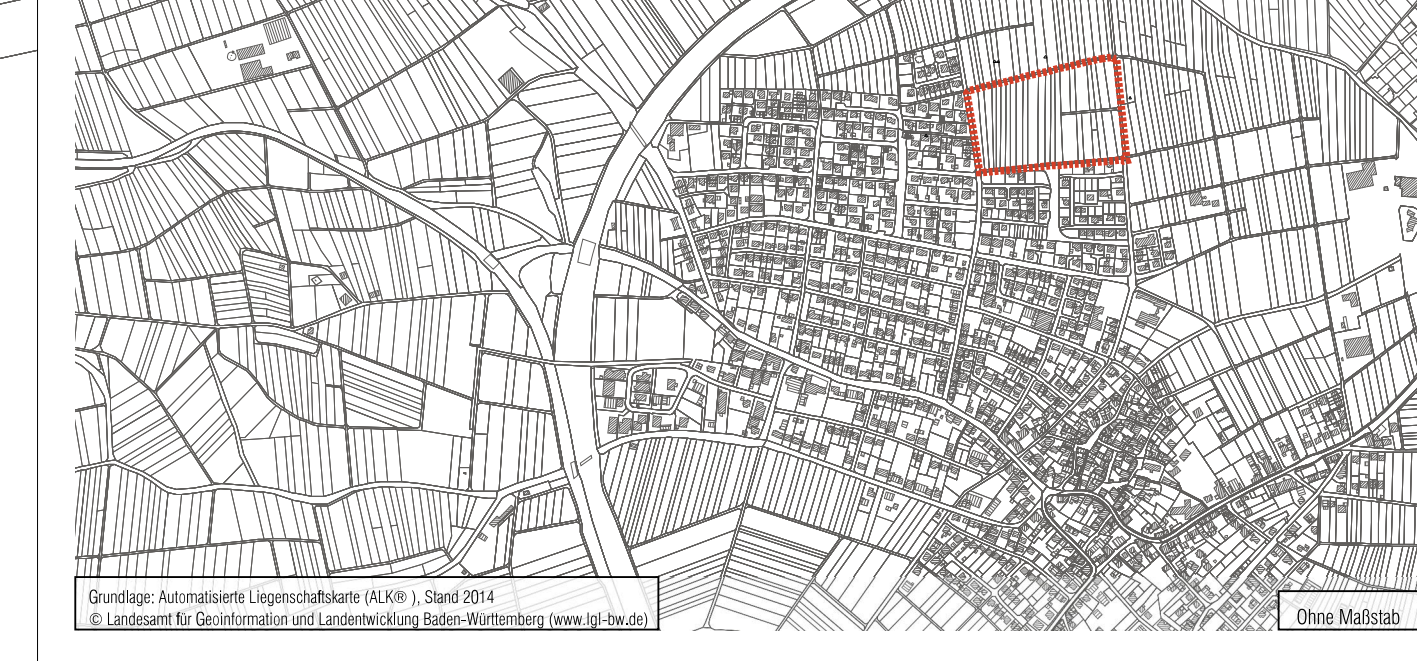 Grundlage: Automatisierte Liegenschaftskarte (ALK® ), Stand 2014
© Landesamt für Geoinformation und Landentwicklung Baden-Württemberg (www.lgl-bw.de)
Ohne Maßstab